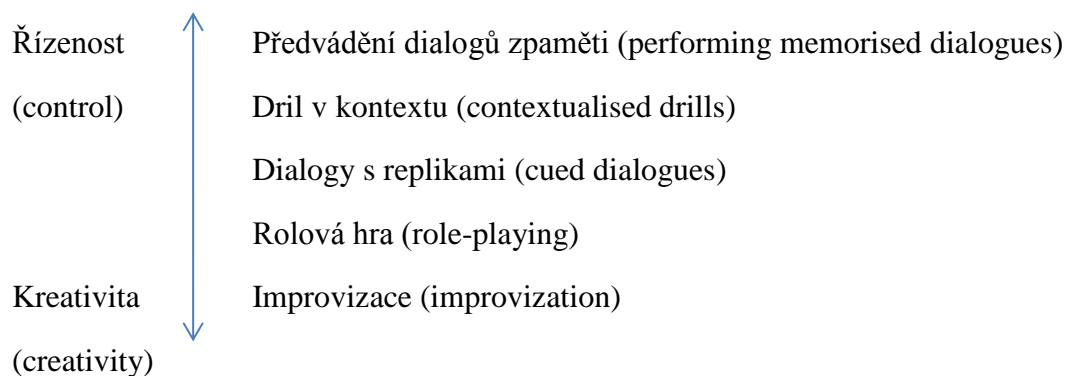 Řízenost Předvádění dialogů zpaměti (performing memorised dialogues)
(control) Dril v kontextu (contextualised drills)
Dialogy s replikami (cued dialogues)
Rolová hra (role-playing)
Kreativita Improvizace (improvization)
(creativity)